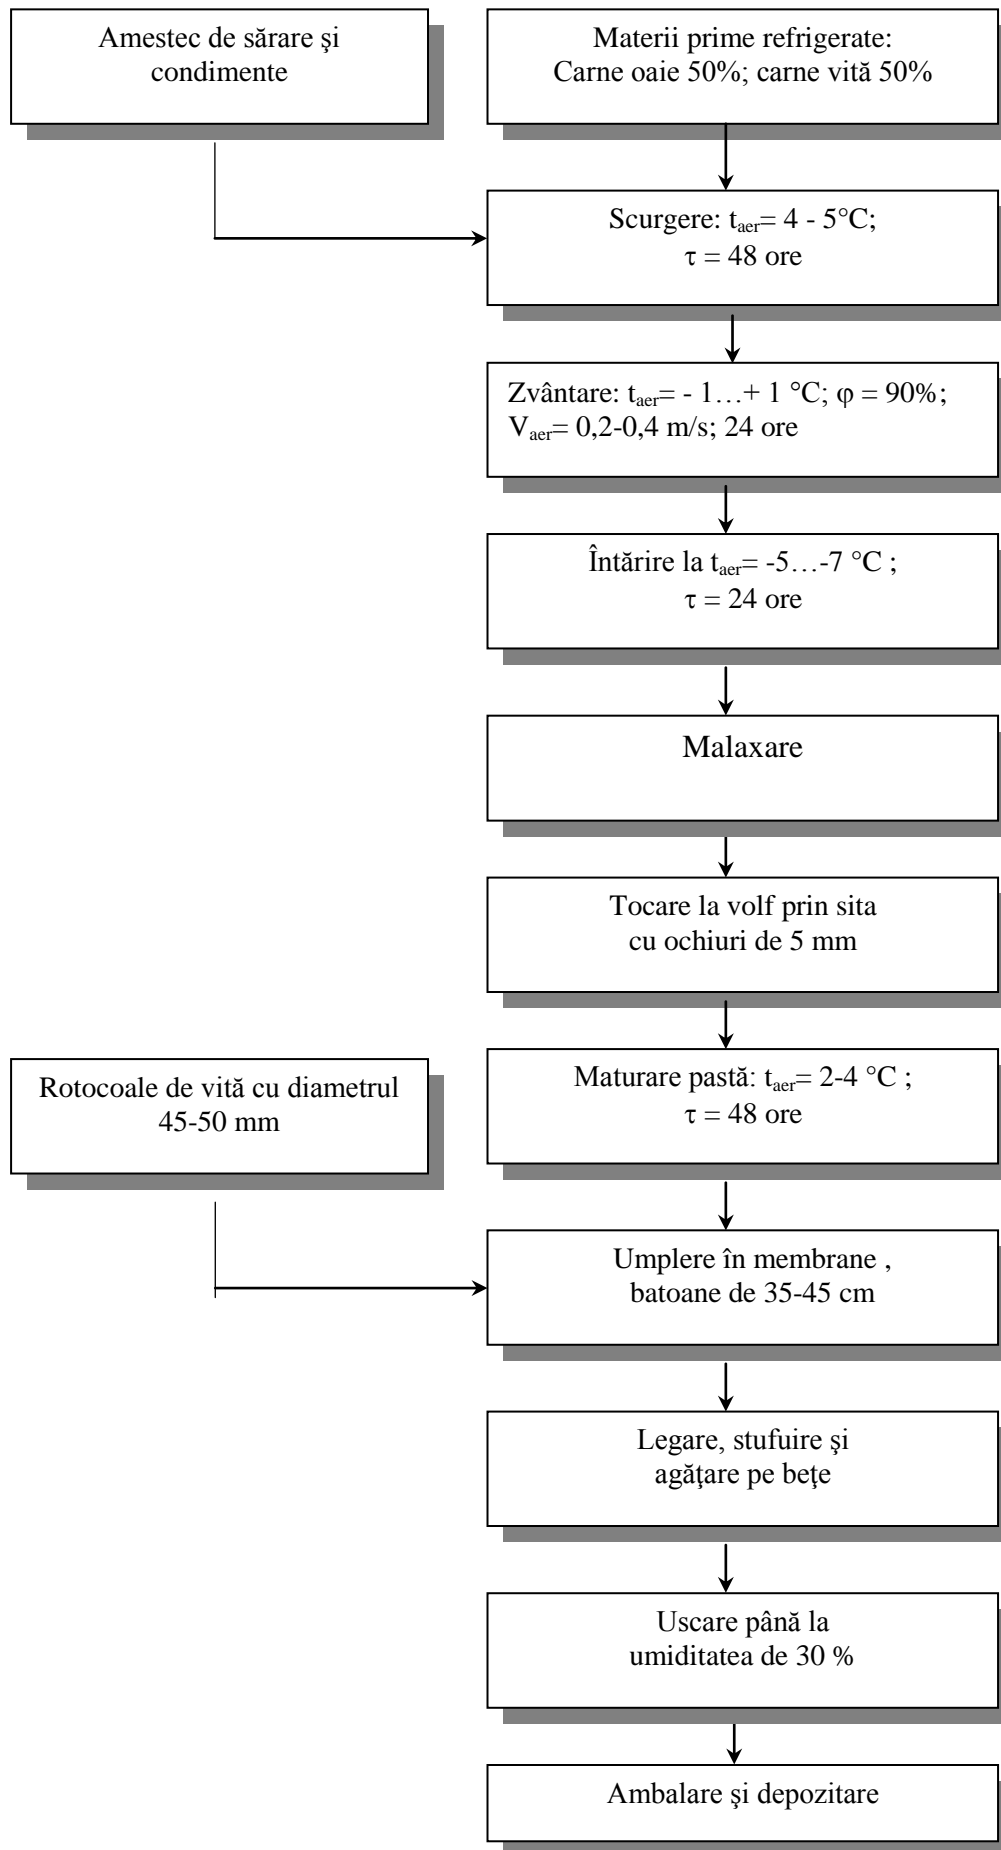 Amestec de sărare şi
condimente
Materii prime refrigerate:
Carne oaie 50%; carne vită 50%
Scurgere: taer= 4 - 5°C;
τ = 48 ore
Zvântare: taer= - 1…+ 1 °C; φ = 90%;
Vaer= 0,2-0,4 m/s; 24 ore
Întărire la taer= -5…-7 °C ;
τ = 24 ore
Malaxare
Tocare la volf prin sita
cu ochiuri de 5 mm
Maturare pastă: taer= 2-4 °C ;
τ = 48 ore
Rotocoale de vită cu diametrul
45-50 mm
Umplere în membrane ,
batoane de 35-45 cm
Legare, stufuire şi
agăţare pe beţe
Uscare până la
umiditatea de 30 %
Ambalare şi depozitare